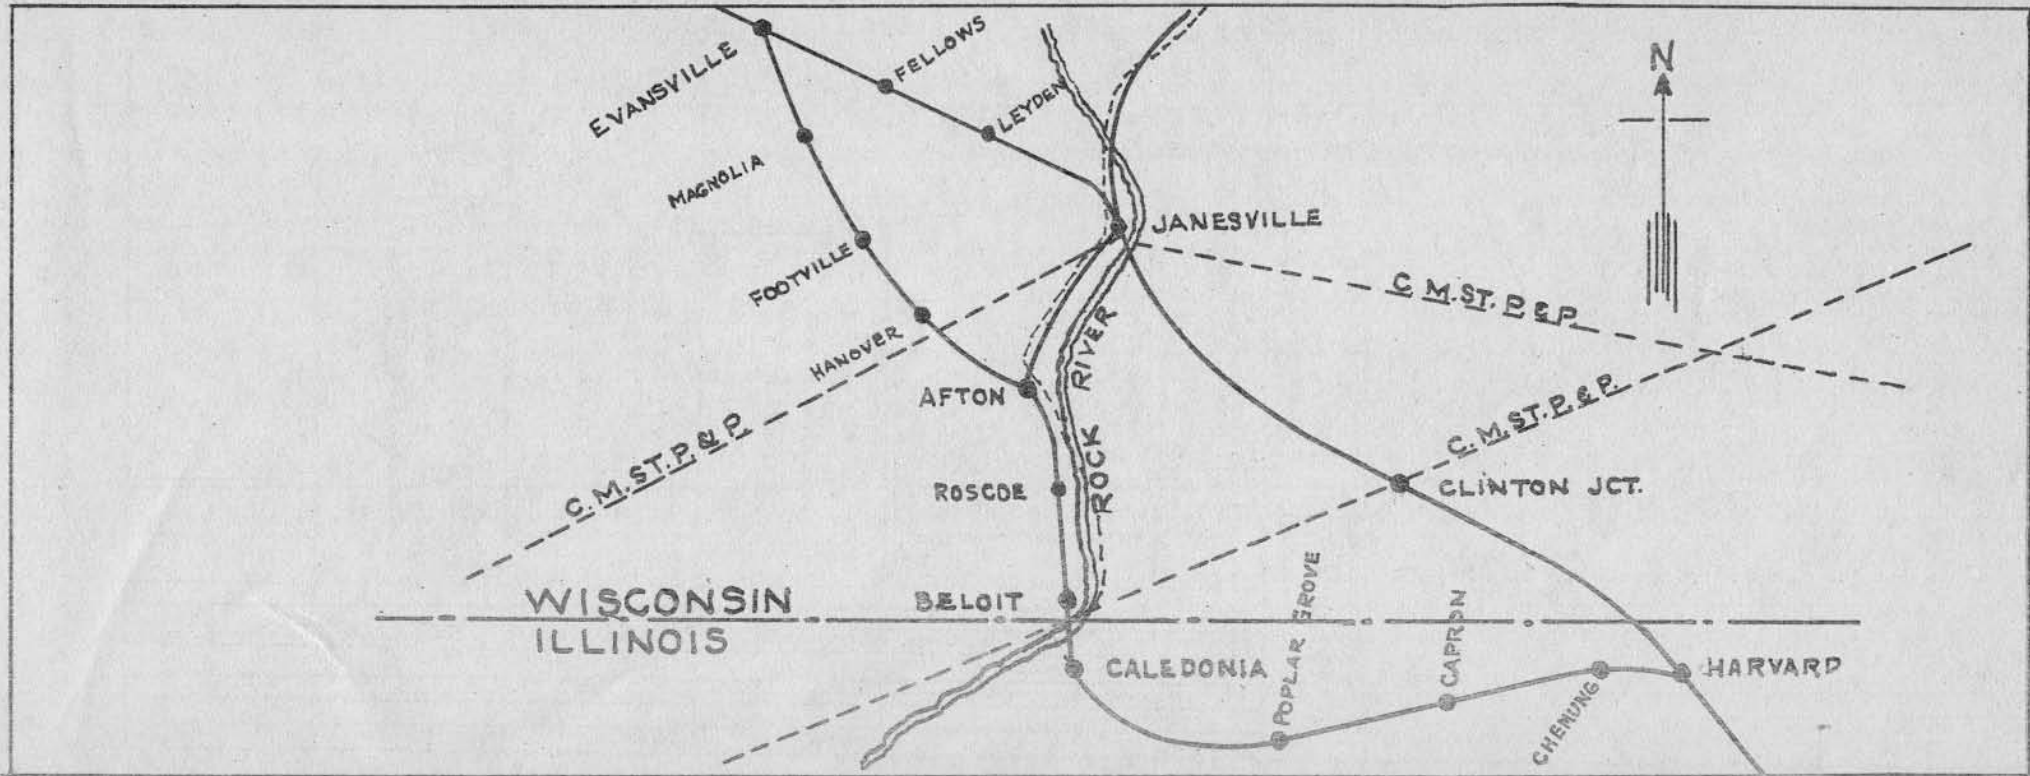 N
EVANSVILLE
FELLOWS
LEYDEN
MAGNOLIA
JANESVILLE
FOOTVILLE
C. M. ST. P. & P.
HANOVER
RIVER
AFTON
C. M. ST. P. & P.
C. M. ST. P. & P.
ROCK
ROSCOE
CLINTON JCT.
WISCONSIN
BELOIT
ILLINOIS
CALEDONIA
POPLAR GROVE
CAPRON
CHEMUNG
HARVARD